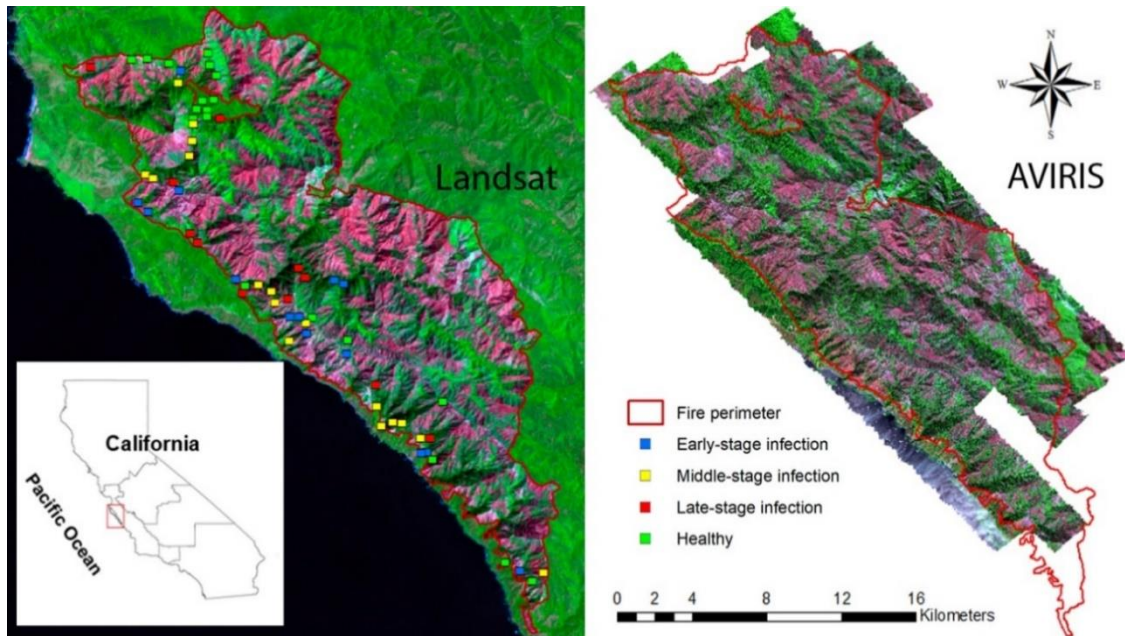 Landsat
California
Pacific Ocean
N
W
E
S
AVIRIS
Fire perimeter
Early-stage infection
Middle-stage infection
Late-stage infection
Healthy
0 2 4 8 12 16
Kilometers